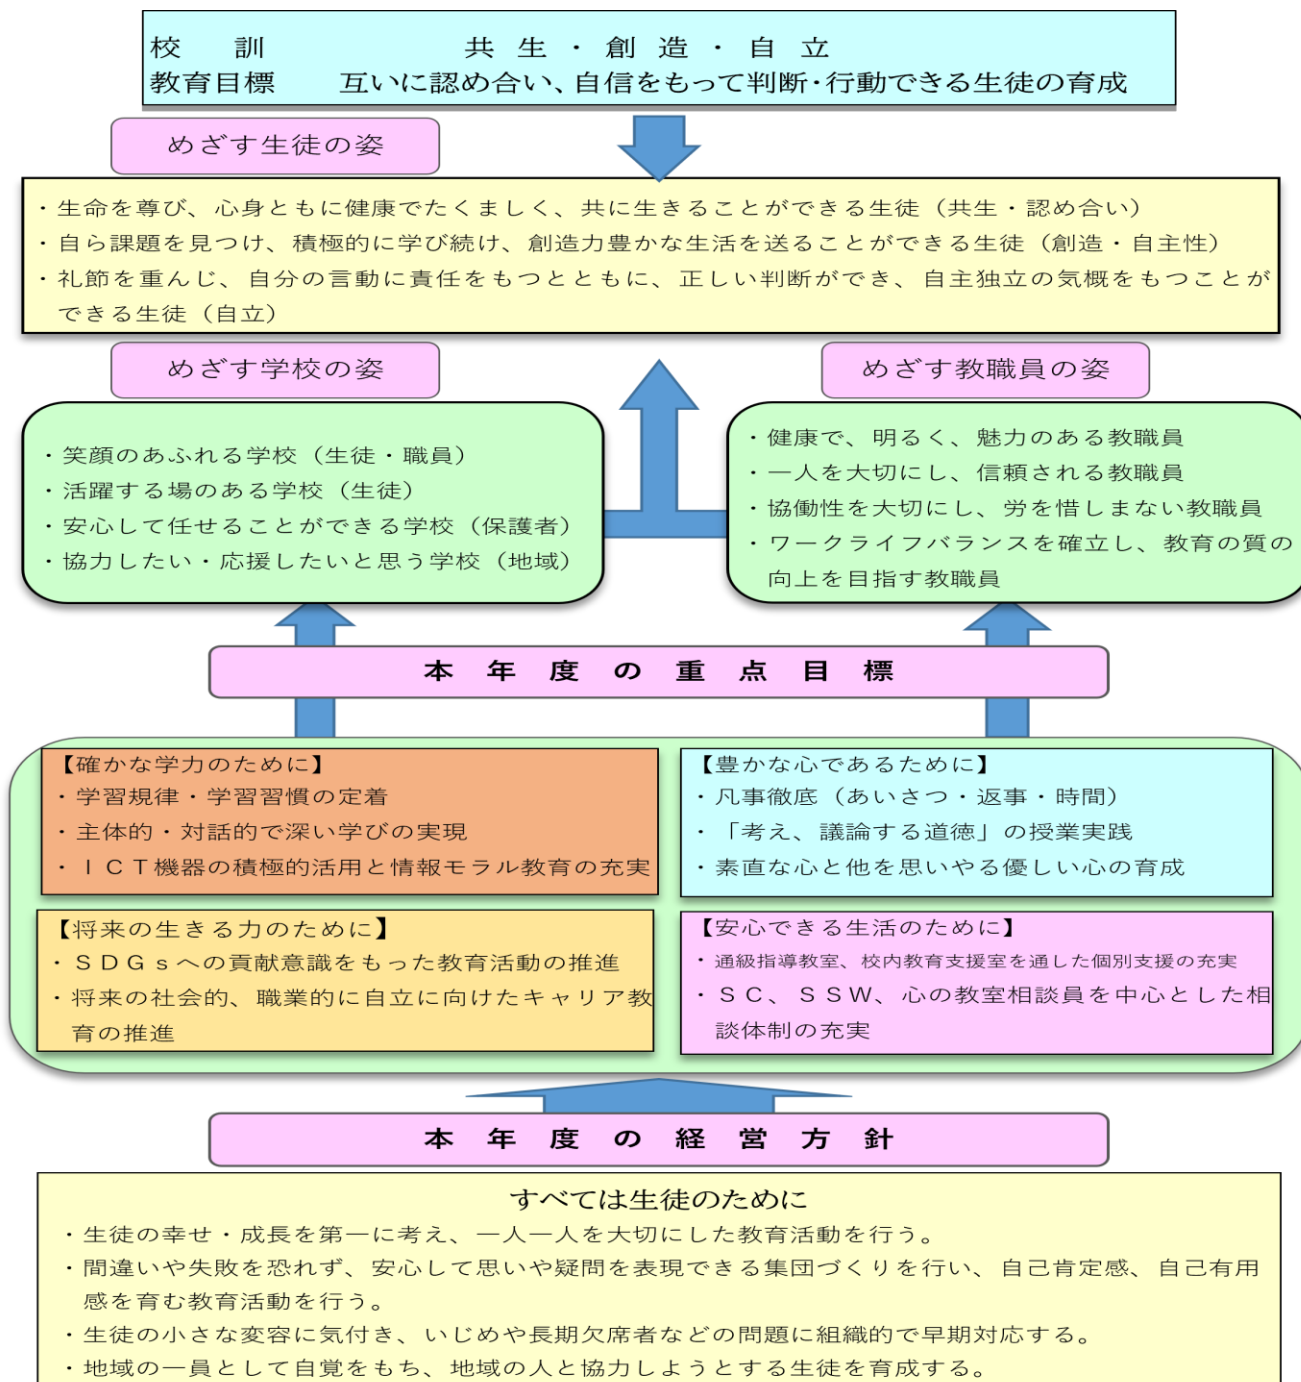 校　訓　共 生 ・ 創 造 ・ 自 立
教育目標　互いに認め合い、自信をもって判断・行動できる生徒の育成
めざす生徒の姿
・生命を尊び、心身ともに健康でたくましく、共に生きることができる生徒（共生・認め合い）
・自ら課題を見つけ、積極的に学び続け、創造力豊かな生活を送ることができる生徒（創造・自主性）
・礼節を重んじ、自分の言動に責任をもつとともに、正しい判断ができ、自主独立の気概をもつことが
できる生徒（自立）
めざす学校の姿
・笑顔のあふれる学校（生徒・職員）
・活躍する場のある学校（生徒）
・安心して任せることができる学校（保護者）
・協力したい・応援したいと思う学校（地域）
めざす教職員の姿
・健康で、明るく、魅力のある教職員
・一人を大切にし、信頼される教職員
・協働性を大切にし、労を惜しまない教職員
・ワークライフバランスを確立し、教育の質の
向上を目指す教職員
本 年 度 の 重 点 目 標
【確かな学力のために】
・学習規律・学習習慣の定着
・主体的・対話的で深い学びの実現
・ＩＣＴ機器の積極的活用と情報モラル教育の充実
【豊かな心であるために】
・凡事徹底（あいさつ・返事・時間）
・「考え、議論する道徳」の授業実践
・素直な心と他を思いやる優しい心の育成
【将来の生きる力のために】
・ＳＤＧｓへの貢献意識をもった教育活動の推進
・将来の社会的、職業的に自立に向けたキャリア教
育の推進
【安心できる生活のために】
・通級指導教室、校内教育支援室を通した個別支援の充実
・ＳＣ、ＳＳＷ、心の教室相談員を中心とした相
談体制の充実
本 年 度 の 経 営 方 針
すべては生徒のために
・生徒の幸せ・成長を第一に考え、一人一人を大切にした教育活動を行う。
・間違いや失敗を恐れず、安心して思いや疑問を表現できる集団づくりを行い、自己肯定感、自己有用
感を育む教育活動を行う。
・生徒の小さな変容に気付き、いじめや長期欠席者などの問題に組織的で早期対応する。
・地域の一員として自覚をもち、地域の人と協力しようとする生徒を育成する。